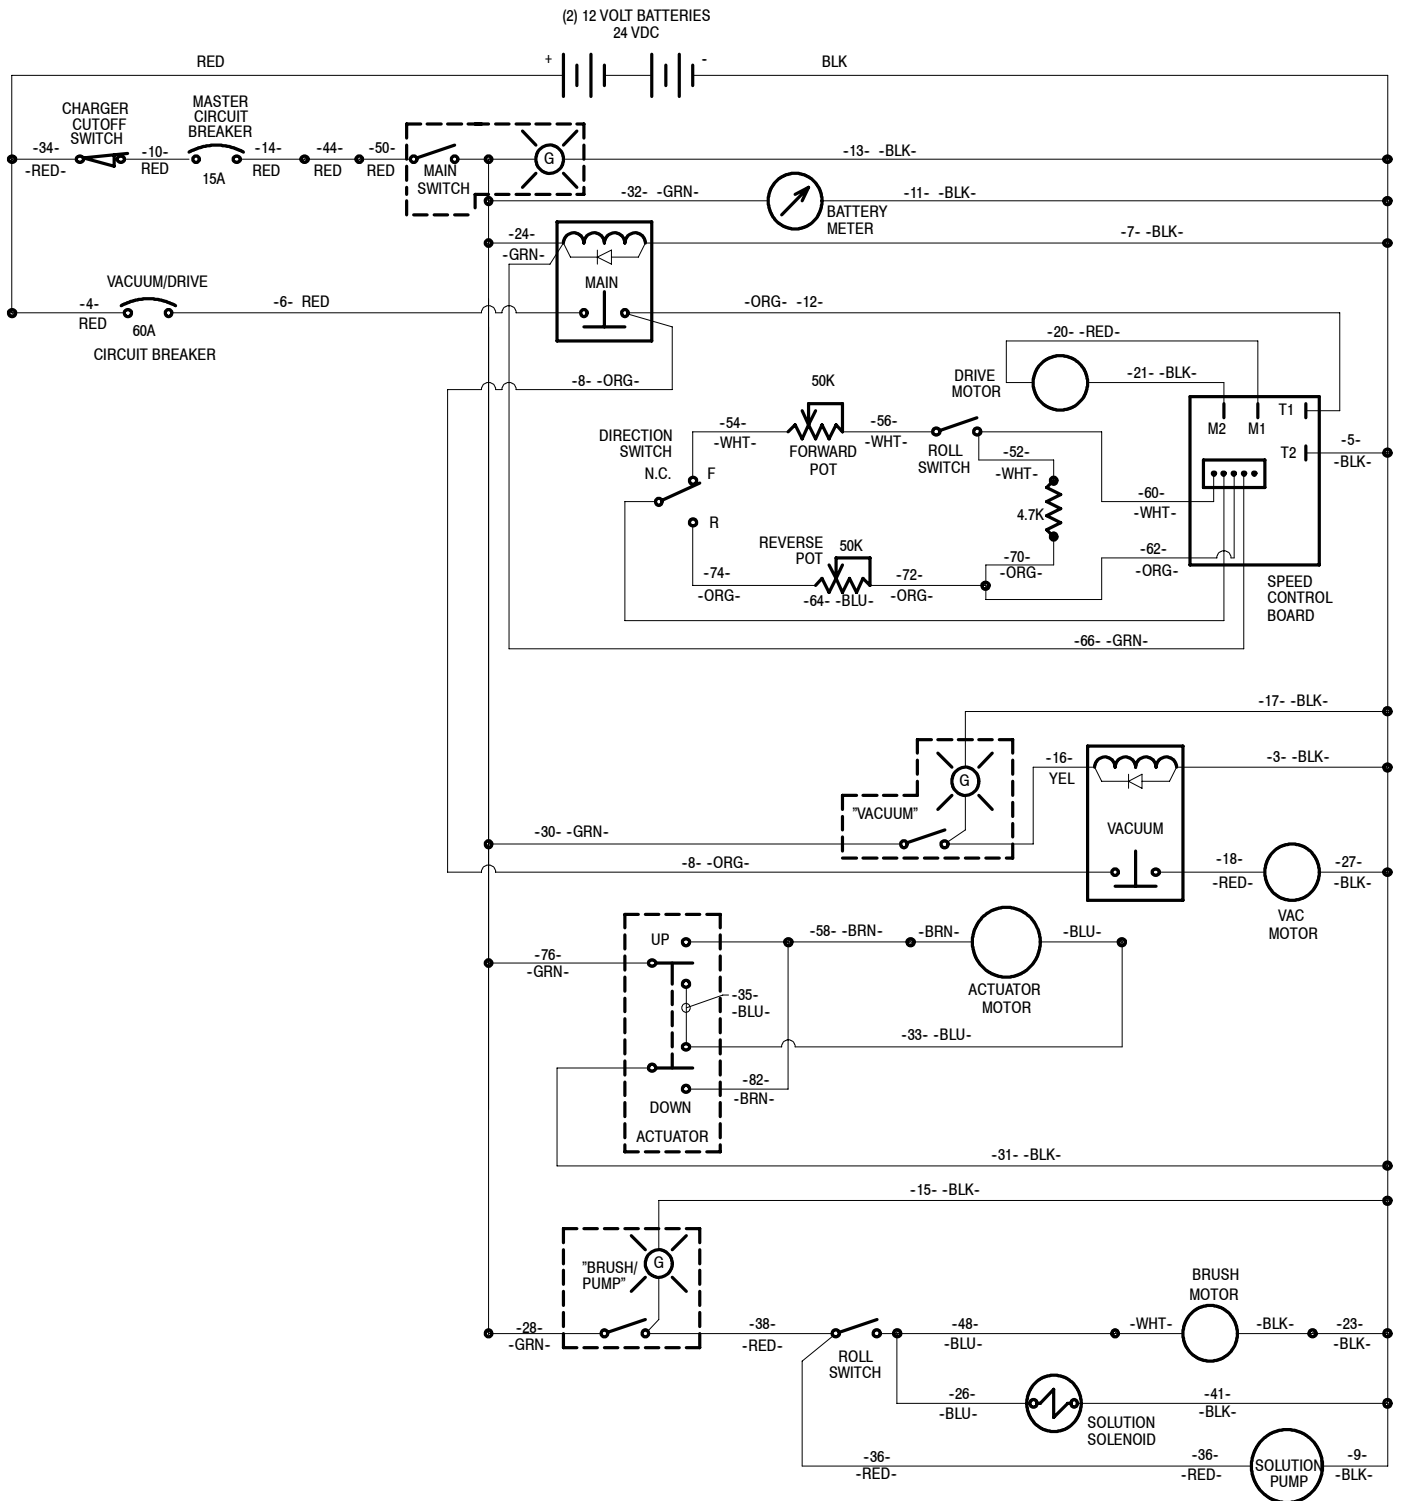 (2) 12 VOLT BATTERIES
24 VDC
RED
+
-
BLK
CHARGER
CUTOFF
SWITCH
MASTER
CIRCUIT
BREAKER
-34-
-RED-
-10-
RED
15A
-14-
RED
-44-
RED
-50-
RED
MAIN
SWITCH
G
-13- -BLK-
-32- -GRN-
BATTERY
METER
-11- -BLK-
-24-
-GRN-
MAIN
-7- -BLK-
VACUUM/DRIVE
-4-
RED
60A
CIRCUIT BREAKER
-6- RED
-ORG- -12-
-8- -ORG-
-20- -RED-
DRIVE
MOTOR
-21- -BLK-
M2
M1
T1
T2
-5-
-BLK-
DIRECTION
SWITCH
N.C.
F
R
-54-
-WHT-
50K
FORWARD
POT
-56-
-WHT-
ROLL
SWITCH
-52-
-WHT-
4.7K
-60-
-WHT-
REVERSE
POT
50K
-74-
-ORG-
-64- -BLU-
-72-
-ORG-
-70-
-ORG-
-62-
-ORG-
SPEED
CONTROL
BOARD
-66- -GRN-
-17- -BLK-
"VACUUM"
G
-16-
YEL
-3- -BLK-
VACUUM
-30- -GRN-
-8- -ORG-
-18-
-RED-
-27-
-BLK-
VAC
MOTOR
UP
-76-
-GRN-
-58- -BRN-
-BRN-
-BLU-
ACTUATOR
MOTOR
-35-
-BLU-
-33- -BLU-
-82-
-BRN-
DOWN
ACTUATOR
-31- -BLK-
-15- -BLK-
"BRUSH/
PUMP"
G
-28-
-GRN-
-38-
-RED-
ROLL
SWITCH
-48-
-BLU-
-WHT-
BRUSH
MOTOR
-BLK-
-23-
-BLK-
-26-
-BLU-
SOLUTION
SOLENOID
-41-
-BLK-
-36-
-RED-
-36-
-RED-
SOLUTION
PUMP
-9-
-BLK-